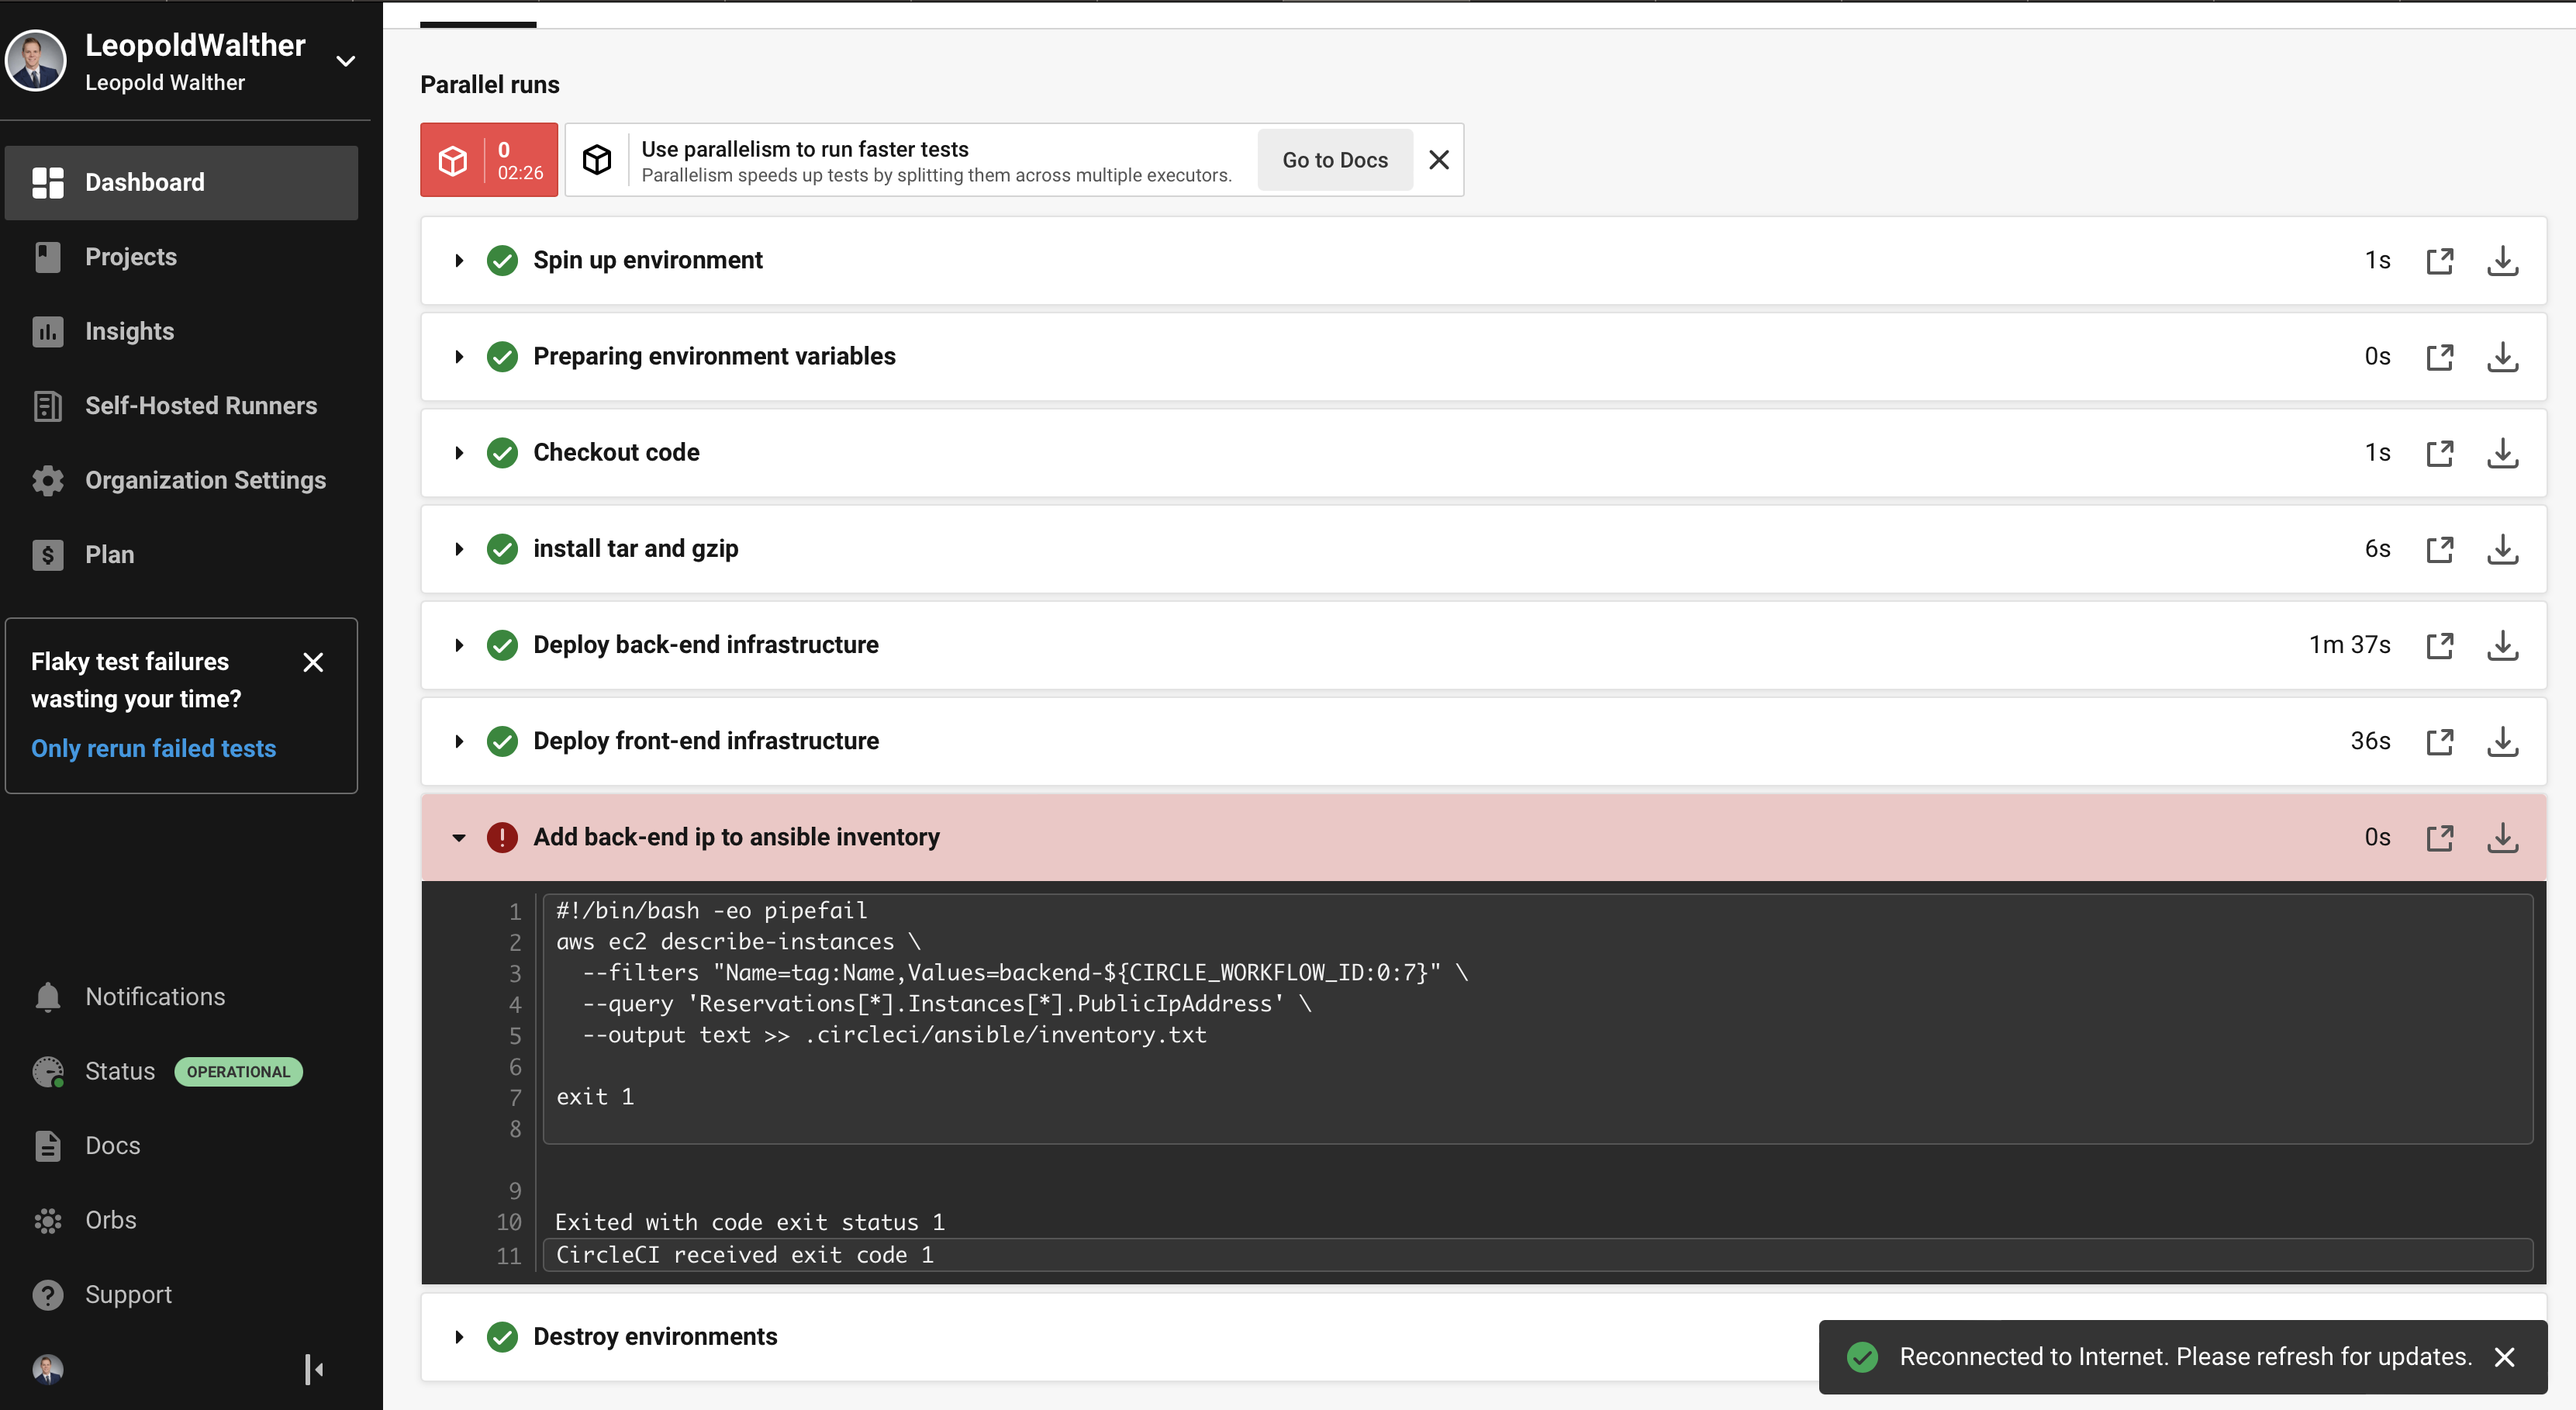 LeopoldWalther
Leopold Walther
Dashboard
Projects
Insights
Self-Hosted Runners
Organization Settings
Plan
Flaky test failures
wasting your time?
Only rerun failed tests
Notifications
Status OPERATIONAL
Docs
Orbs
Support
Parallel runs
0
02:26
Use parallelism to run faster tests
Parallelism speeds up tests by splitting them across multiple executors.
Go to Docs
Spin up environment 1s
Preparing environment variables 0s
Checkout code 1s
install tar and gzip 6s
Deploy back-end infrastructure 1m 37s
Deploy front-end infrastructure 36s
Add back-end ip to ansible inventory 0s
1 #!/bin/bash -eo pipefail
2 aws ec2 describe-instances \
3   --filters "Name=tag:Name,Values=backend-${CIRCLE_WORKFLOW_ID:0:7}" \
4   --query 'Reservations[*].Instances[*].PublicIpAddress' \
5   --output text >> .circleci/ansible/inventory.txt
6
7 exit 1
8
9
10 Exited with code exit status 1
11 CircleCI received exit code 1
Destroy environments
Reconnected to Internet. Please refresh for updates.